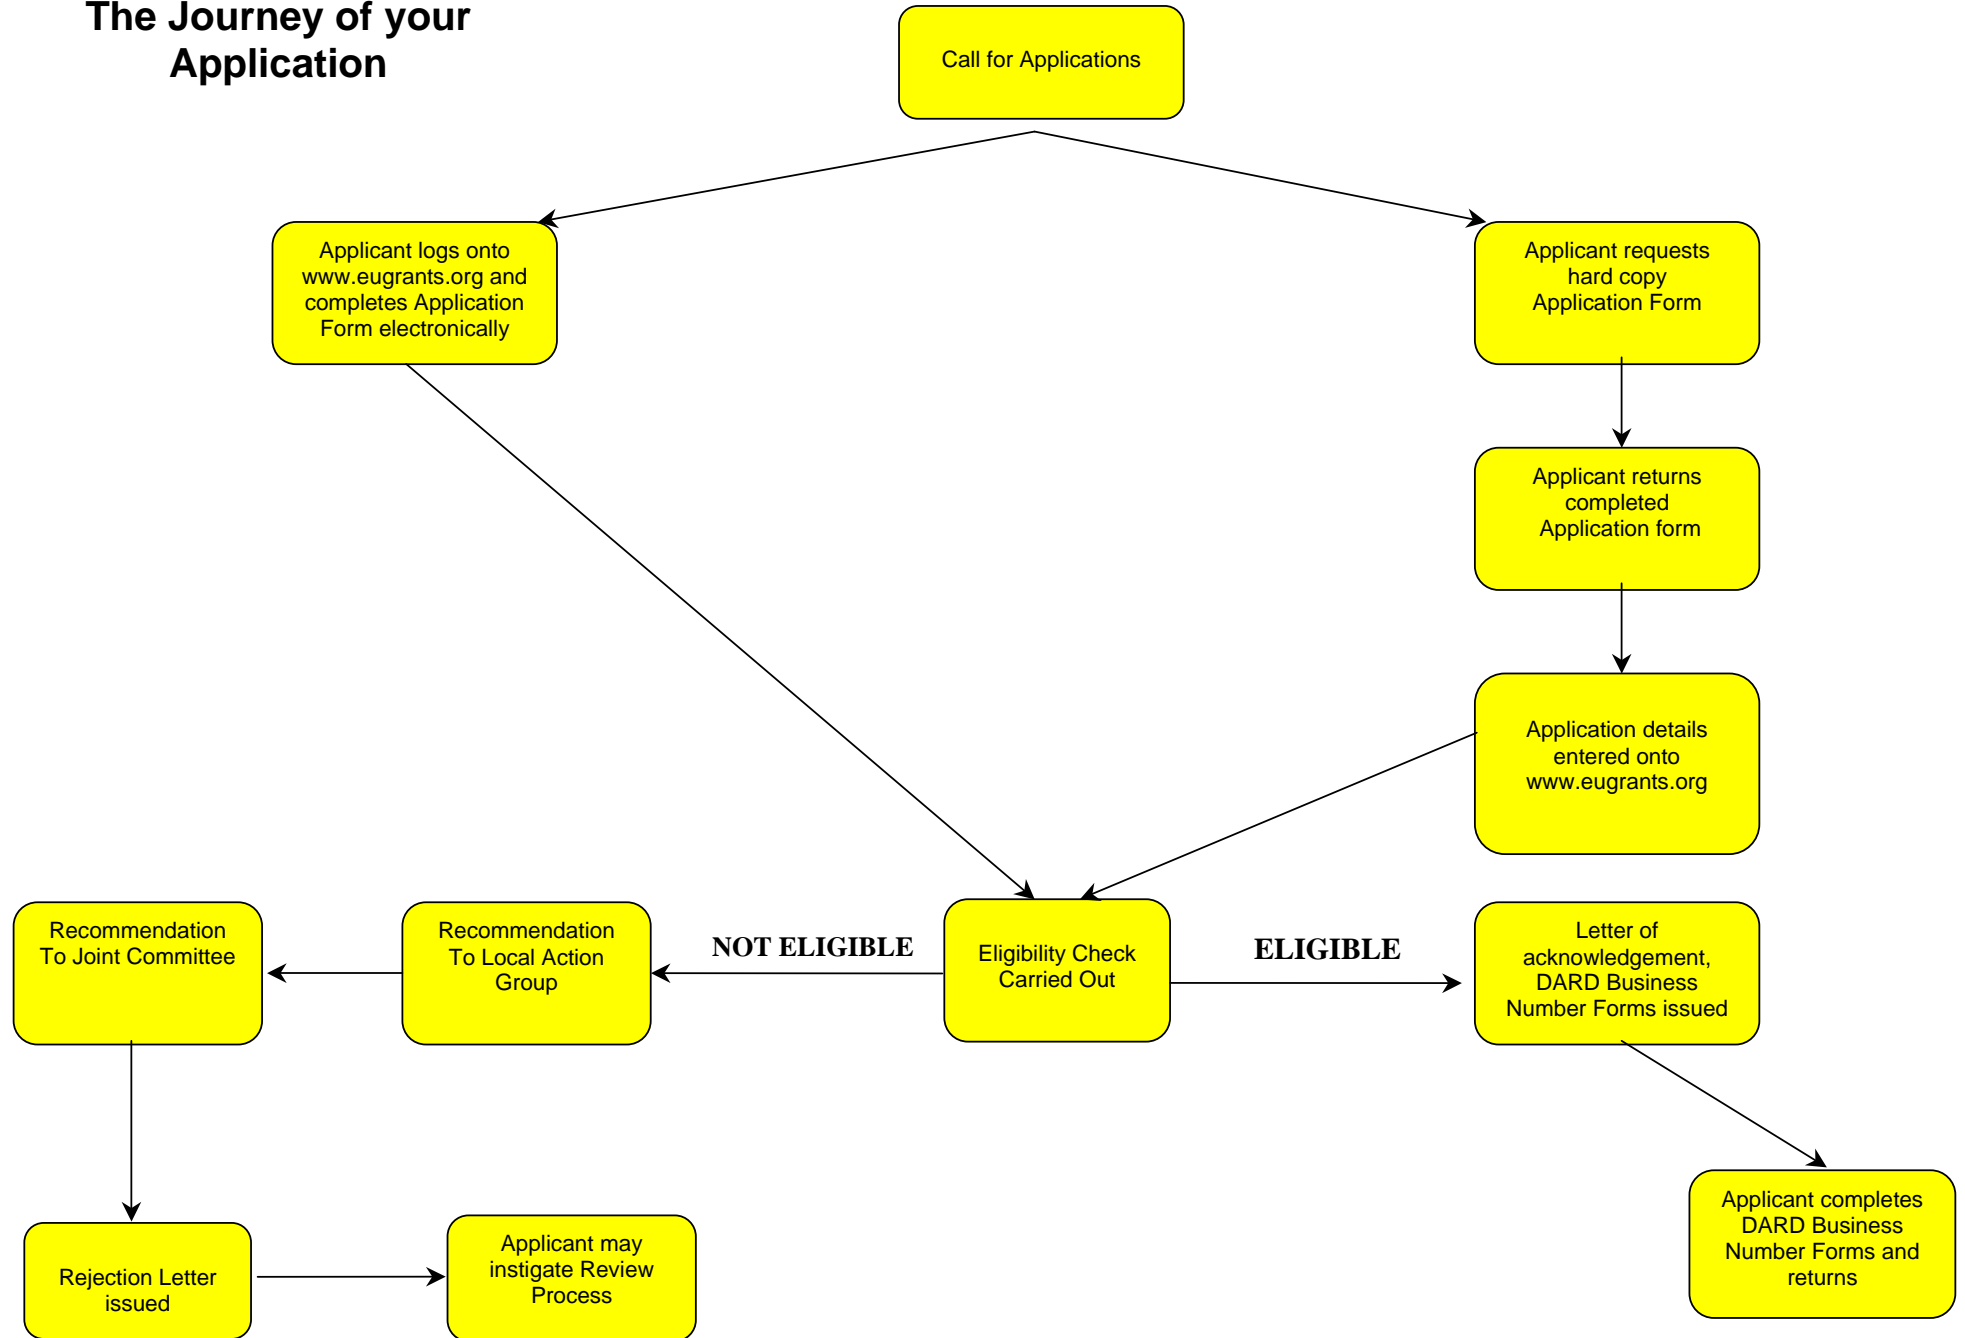 The Journey of your
Application
Call for Applications
Applicant logs onto
www.eugrants.org and
completes Application
Form electronically
Applicant requests
hard copy
Application Form
Applicant returns
completed
Application form
Application details
entered onto
www.eugrants.org
Recommendation
To Joint Committee
Recommendation
To Local Action
Group
NOT ELIGIBLE
Eligibility Check
Carried Out
ELIGIBLE
Letter of
acknowledgement,
DARD Business
Number Forms issued
Rejection Letter
issued
Applicant may
instigate Review
Process
Applicant completes
DARD Business
Number Forms and
returns